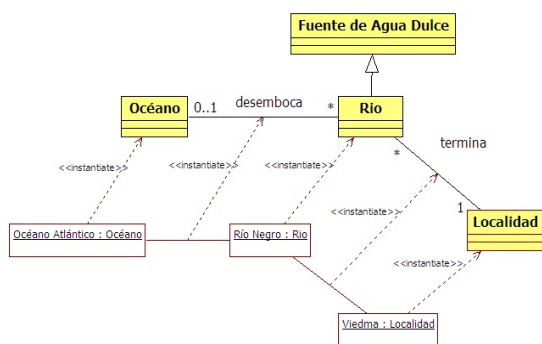 Fuente de Agua Dulce
Océano
0..1
desemboca
*
Rio
*
termina
<<instantiate>>
<<instantiate>>
<<instantiate>>
<<instantiate>>
1
Localidad
Océano Atlántico : Océano
Río Negro : Rio
<<instantiate>>
Viedma : Localidad